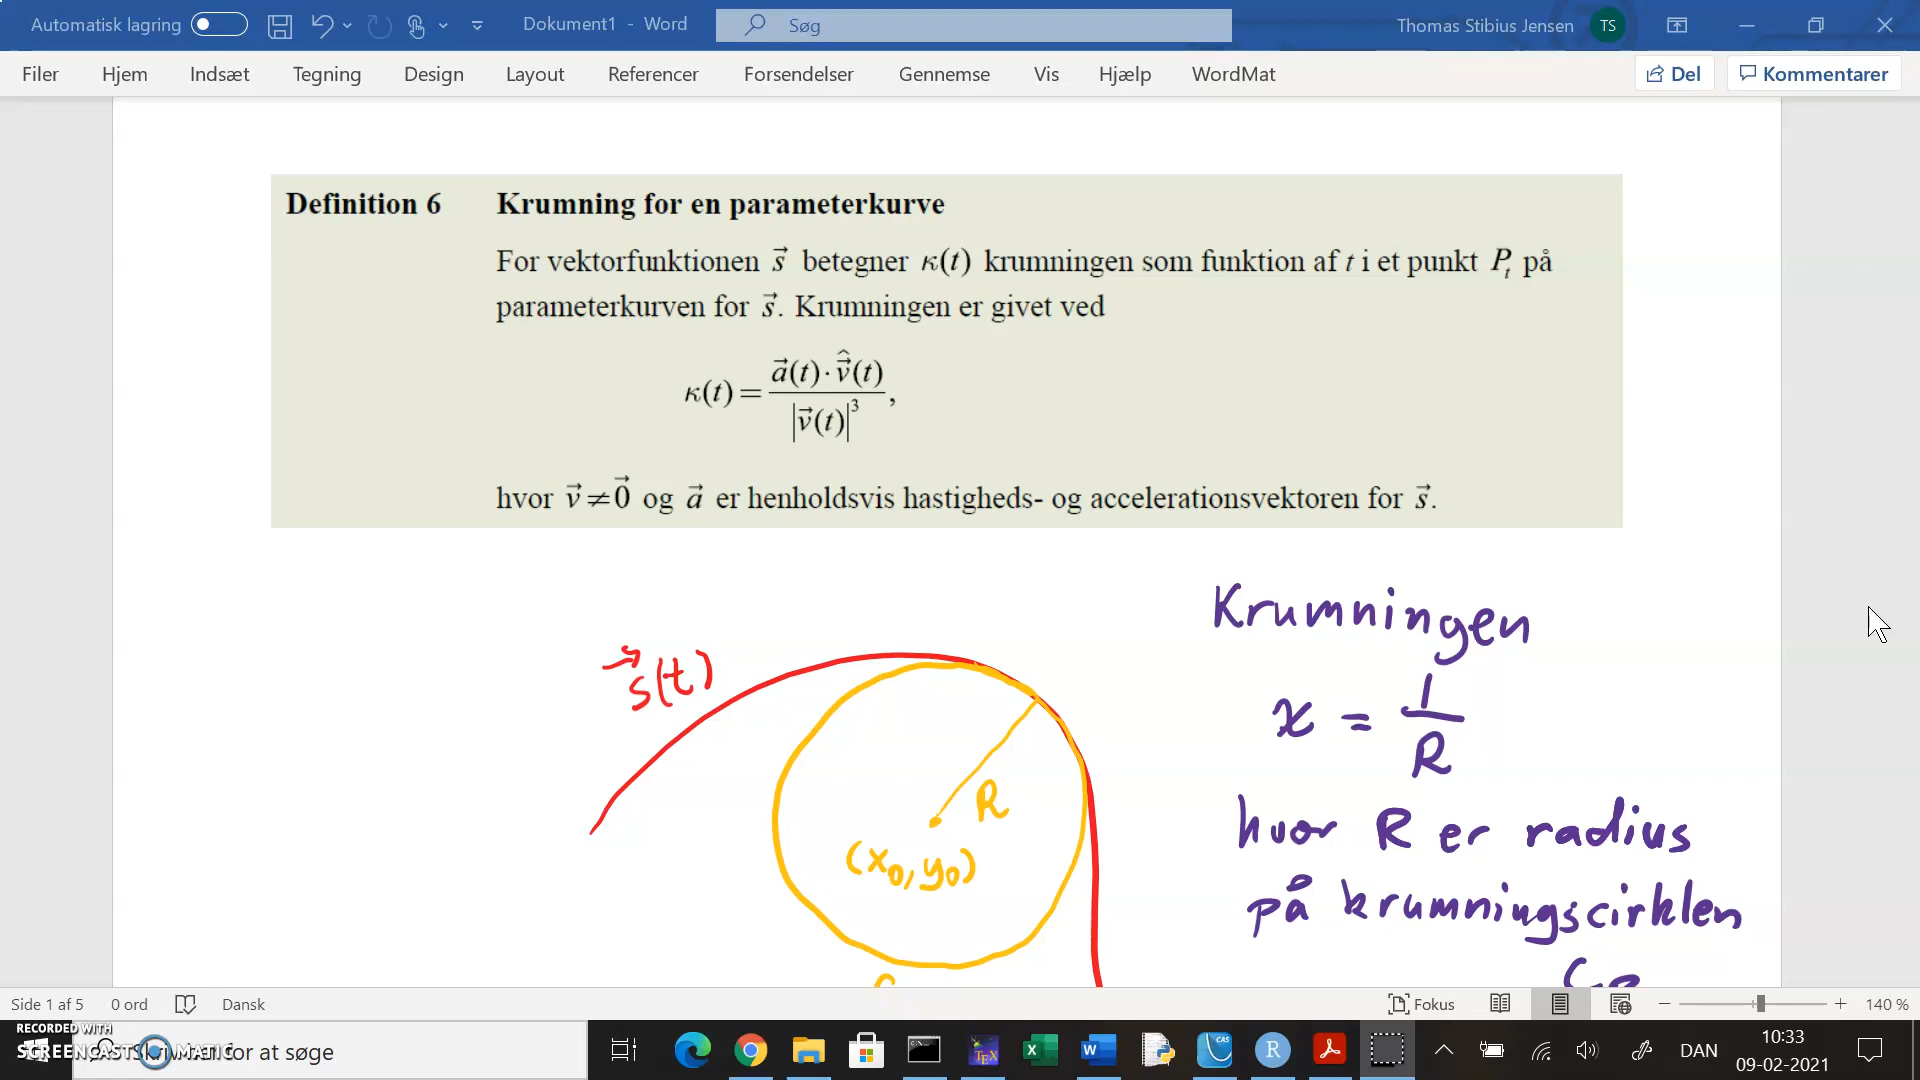 Automatisk lagring
Dokument1 - Word
Søg
Thomas Stibius Jensen
TS
Filer Hjem Indsæt Tegning Design Layout Referencer Forsendelser Gennemse Vis Hjælp WordMat
Del
Kommentarer
Definition 6 Krumning for en parameterkurve
For vektorfunktionen s⃗ betegner κ(t) krumningen som funktion af t i et punkt Pₜ på
parameterkurven for s⃗. Krumningen er givet ved
κ(t) = a⃗(t)·v̂⃗(t) / |v⃗(t)|³,
hvor v⃗ ≠ 0⃗ og a⃗ er henholdsvis hastigheds- og accelerationsvektoren for s⃗.
s⃗(t)
R
(x₀, y₀)
Krumningen
κ = 1/R
hvor R er radius
på krumningscirklen
Side 1 af 5 0 ord Dansk
Fokus
140 %
RECORDED WITH
SCREENCAST MATIC
for at søge
DAN
10:33
09-02-2021